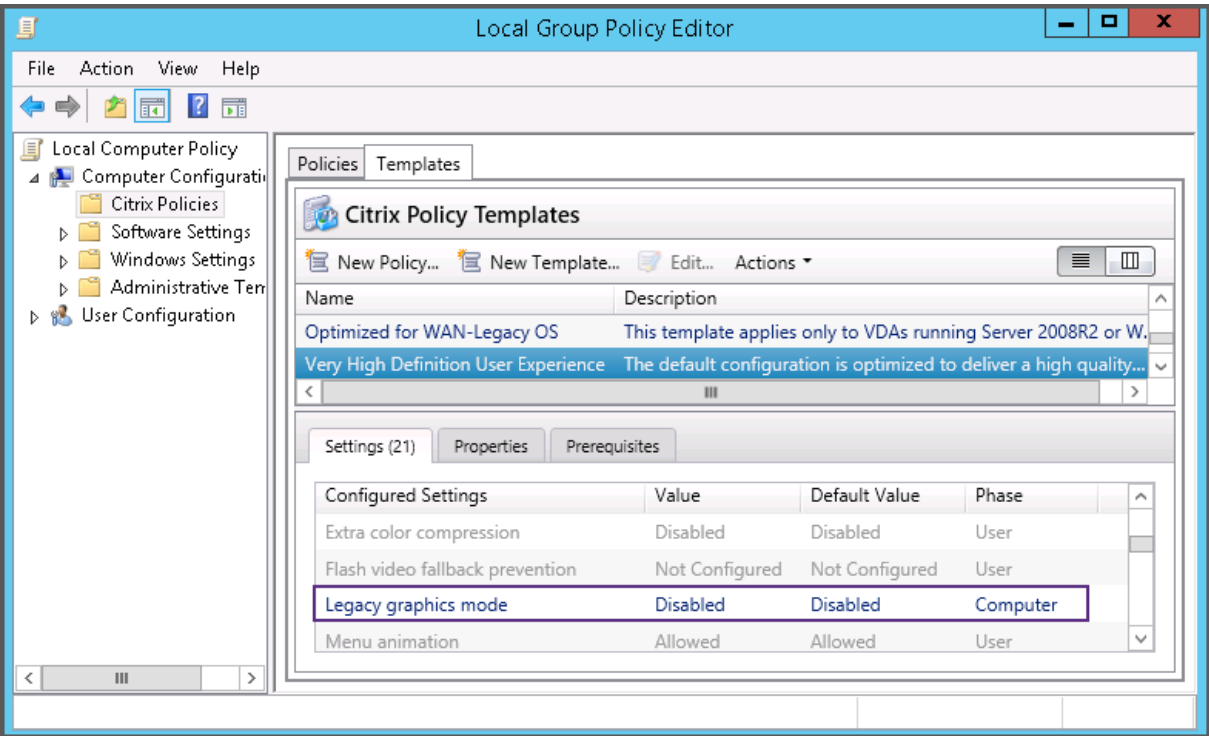 Local Group Policy Editor
File Action View Help
Local Computer Policy
Computer Configurati
Citrix Policies
Software Settings
Windows Settings
Administrative Tem
User Configuration
Policies Templates
Citrix Policy Templates
New Policy... New Template... Edit... Actions
Name Description
Optimized for WAN-Legacy OS This template applies only to VDAs running Server 2008R2 or W.
Very High Definition User Experience The default configuration is optimized to deliver a high quality...
Settings (21) Properties Prerequisites
Configured Settings Value Default Value Phase
Extra color compression Disabled Disabled User
Flash video fallback prevention Not Configured Not Configured User
Legacy graphics mode Disabled Disabled Computer
Menu animation Allowed Allowed User